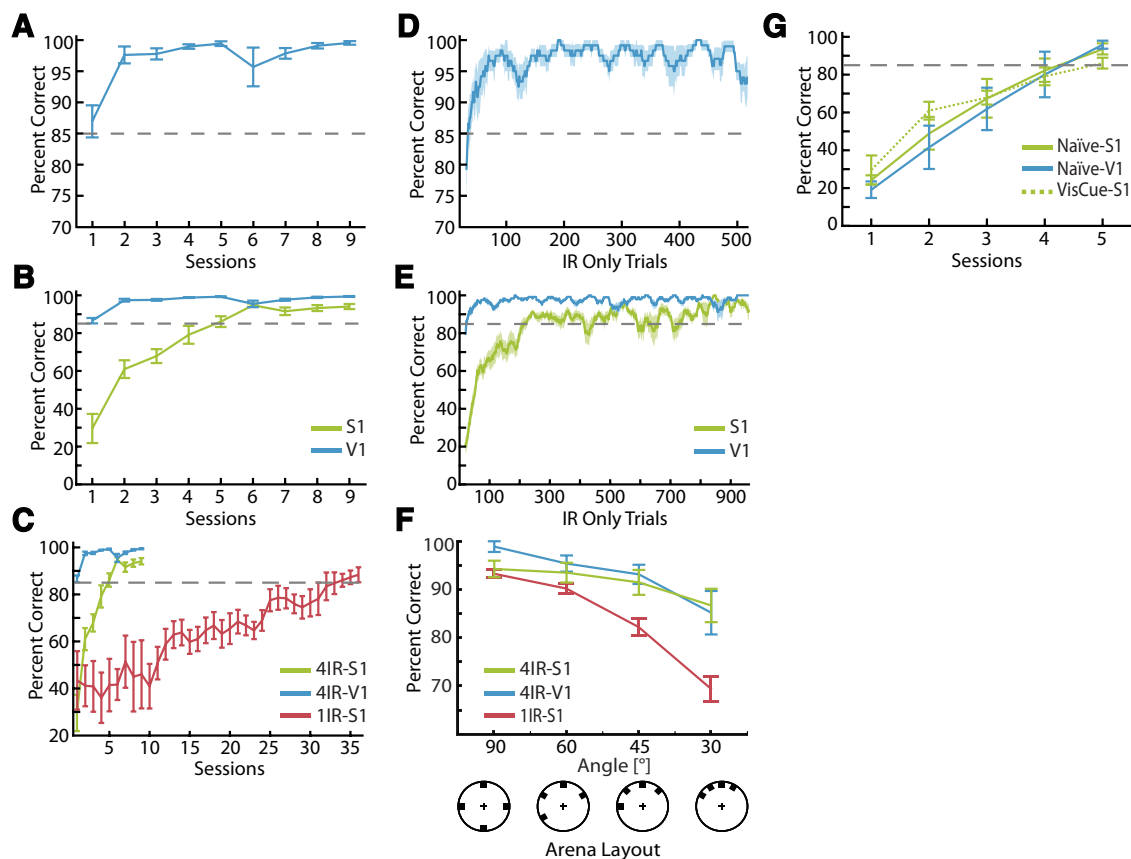 A
Percent Correct
100
95
90
85
80
75
70
1 2 3 4 5 6 7 8 9
Sessions
D
Percent Correct
100
95
90
85
80
75
70
100 200 300 400 500
IR Only Trials
G
Percent Correct
100
80
60
40
20
0
Naïve-S1
Naïve-V1
VisCue-S1
1 2 3 4 5
Sessions
B
Percent Correct
100
80
60
40
20
0
S1
V1
1 2 3 4 5 6 7 8 9
Sessions
E
Percent Correct
100
80
60
40
20
0
S1
V1
100 300 500 700 900
IR Only Trials
C
Percent Correct
100
80
60
40
20
4IR-S1
4IR-V1
1IR-S1
5 10 15 20 25 30 35
Sessions
F
Percent Correct
100
90
80
70
4IR-S1
4IR-V1
1IR-S1
90 60 45 30
Angle [°]
Arena Layout